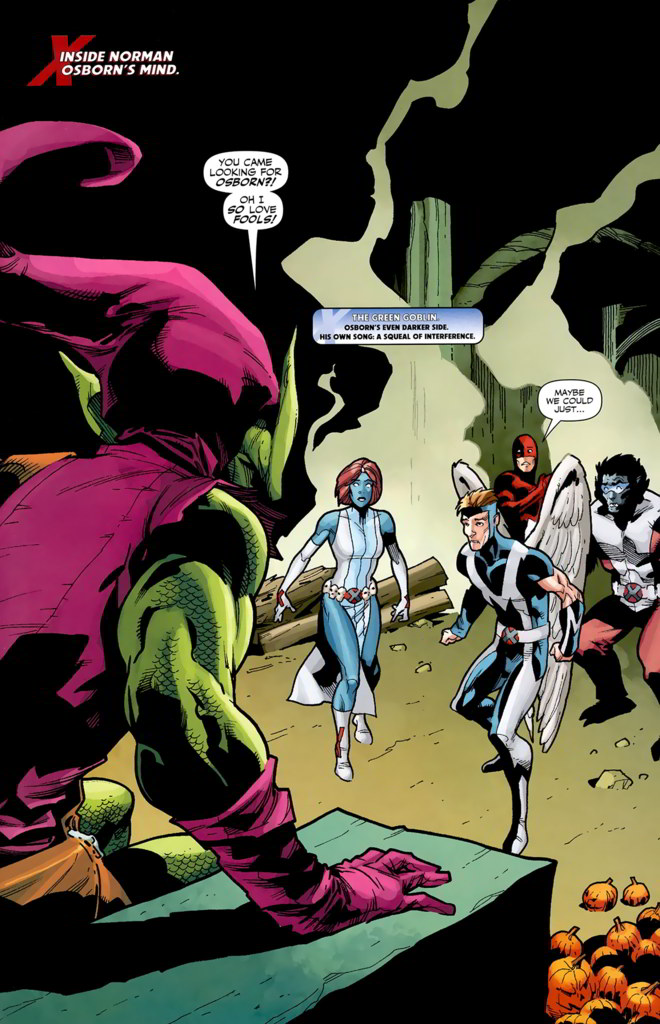 INSIDE NORMAN
OSBORN'S MIND.
YOU CAME
LOOKING FOR
OSBORN?!
OH I
SO LOVE
FOOLS!
THE GREEN GOBLIN.
OSBORN'S EVEN DARKER SIDE.
HIS OWN SONG: A SQUEAL OF INTERFERENCE.
MAYBE
WE COULD
JUST...